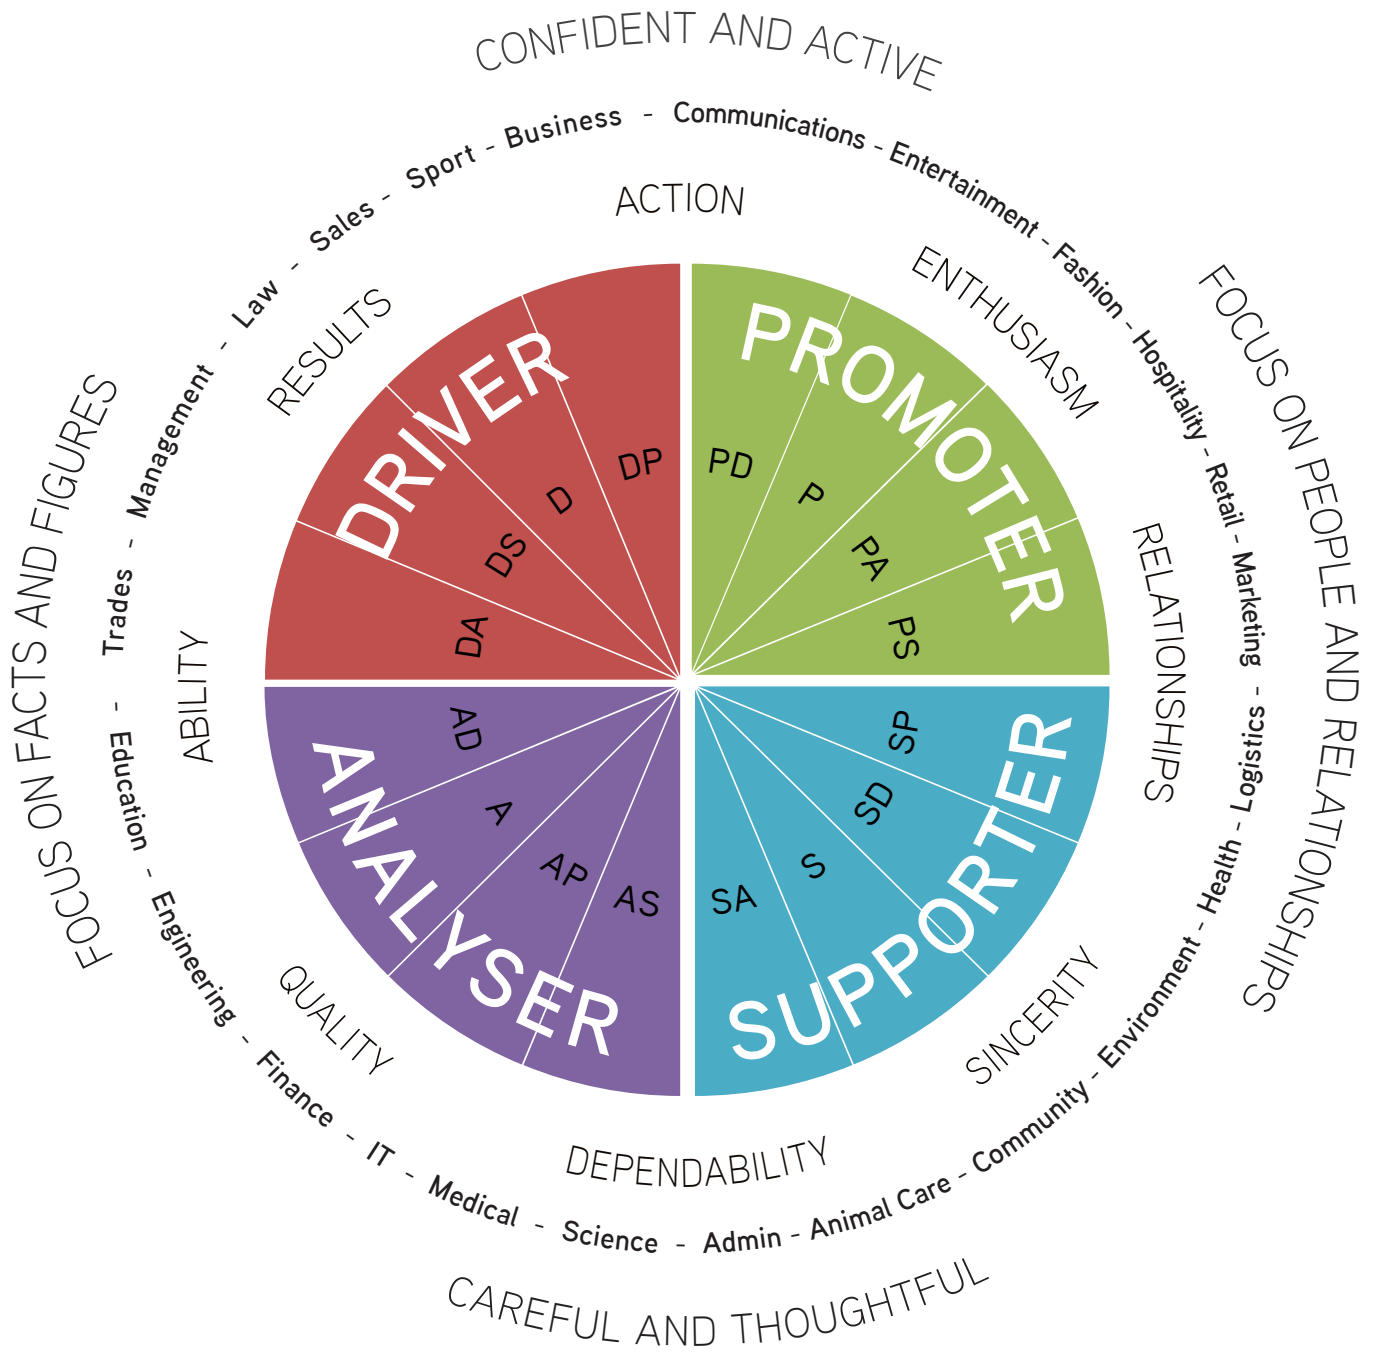 CONFIDENT AND ACTIVE
FOCUS ON PEOPLE AND RELATIONSHIPS
CAREFUL AND THOUGHTFUL
FOCUS ON FACTS AND FIGURES
Trades - Management - Law - Sales - Sport - Business - Communications - Entertainment - Fashion - Hospitality - Retail - Marketing - Logistics - Health - Environment - Community - Animal Care - Admin - Science - Medical - IT - Finance - Engineering - Education -
ACTION
ENTHUSIASM
RELATIONSHIPS
SINCERITY
DEPENDABILITY
QUALITY
ABILITY
RESULTS
DRIVER
DA
DS
D
DP
PROMOTER
PD
P
PA
PS
SUPPORTER
SP
SD
S
SA
ANALYSER
AD
A
AP
AS